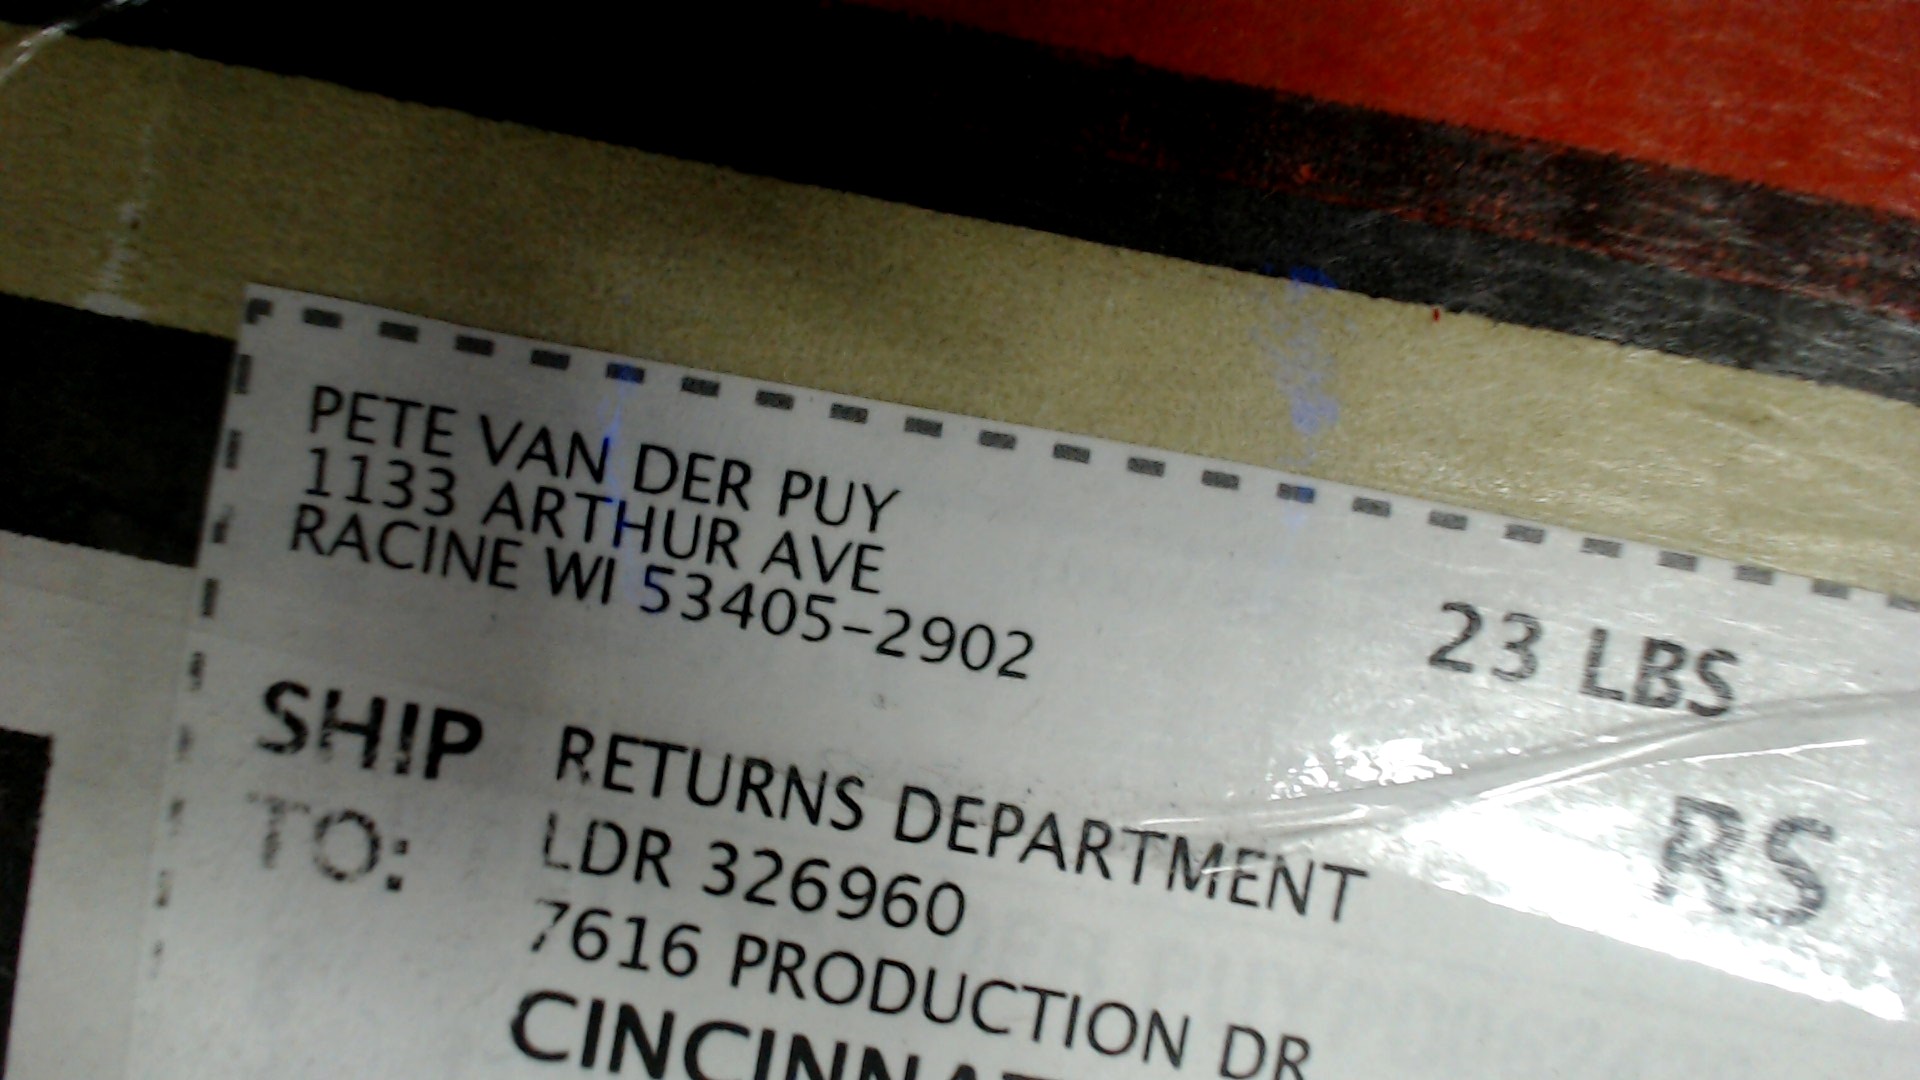 PETE VAN DER PUY
1133 ARTHUR AVE
RACINE WI 53405-2902
23 LBS
SHIP
TO:
RETURNS DEPARTMENT
RS
LDR 326960
7616 PRODUCTION DR